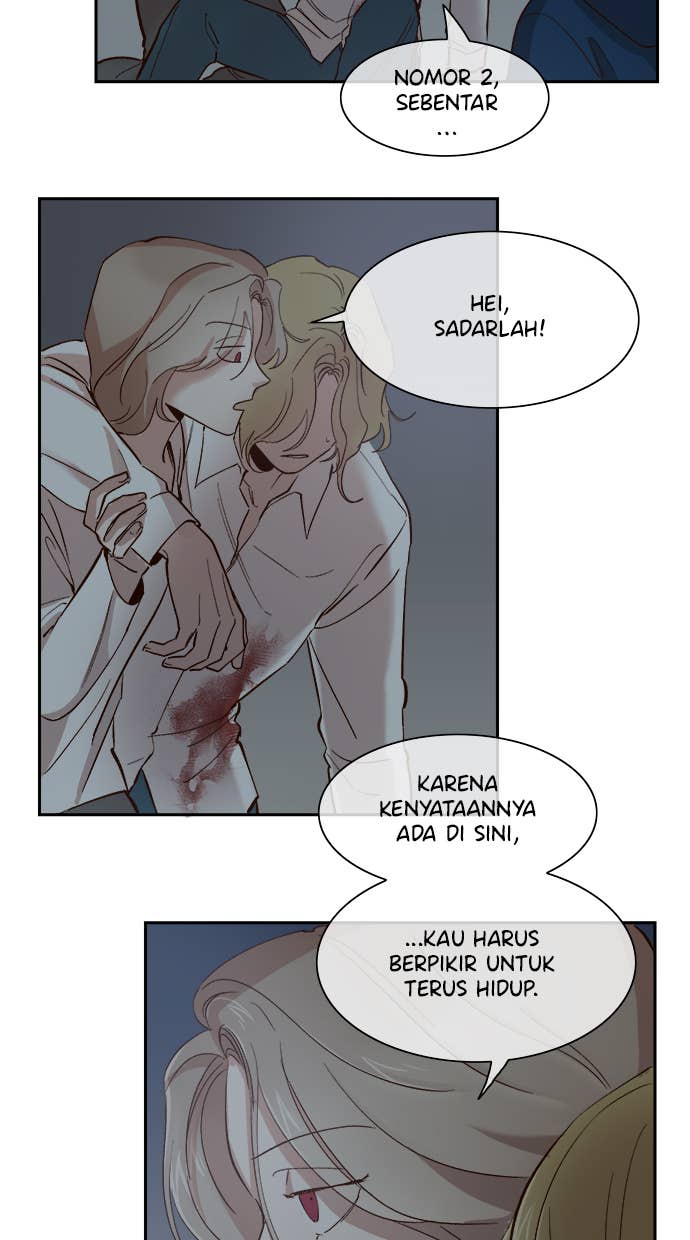 NOMOR 2,
SEBENTAR
...
HEI,
SADARLAH!
KARENA
KENYATAANNYA
ADA DI SINI,
...KAU HARUS
BERPIKIR UNTUK
TERUS HIDUP.